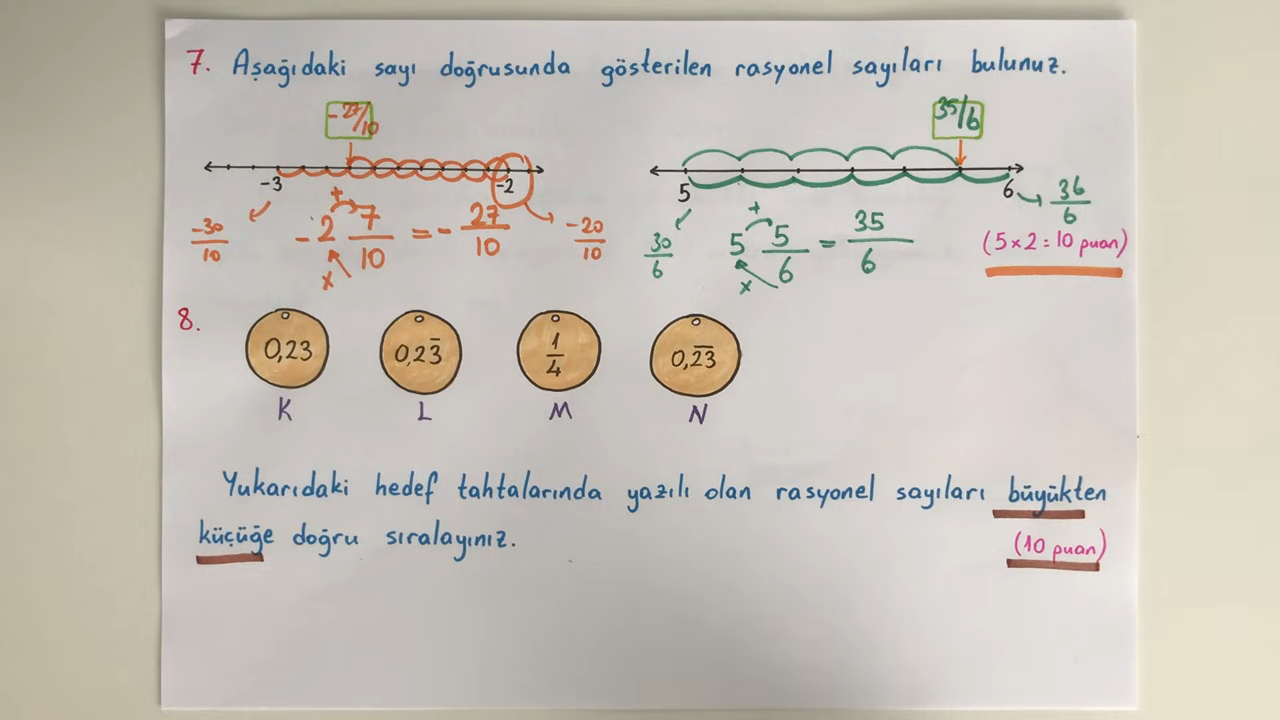 7. Aşağıdaki sayı doğrusunda gösterilen rasyonel sayıları bulunuz.
-27/10
35/6
-3
-2
5
6
-30/10
-2 7/10 = -27/10
+
x
-20/10
30/6
5 5/6 = 35/6
+
x
36/6
(5x2=10 puan)
8.
0,23
0,23̅
1/4
0,2̅3̅
K
L
M
N
Yukarıdaki hedef tahtalarında yazılı olan rasyonel sayıları büyükten
küçüğe doğru sıralayınız.
(10 puan)